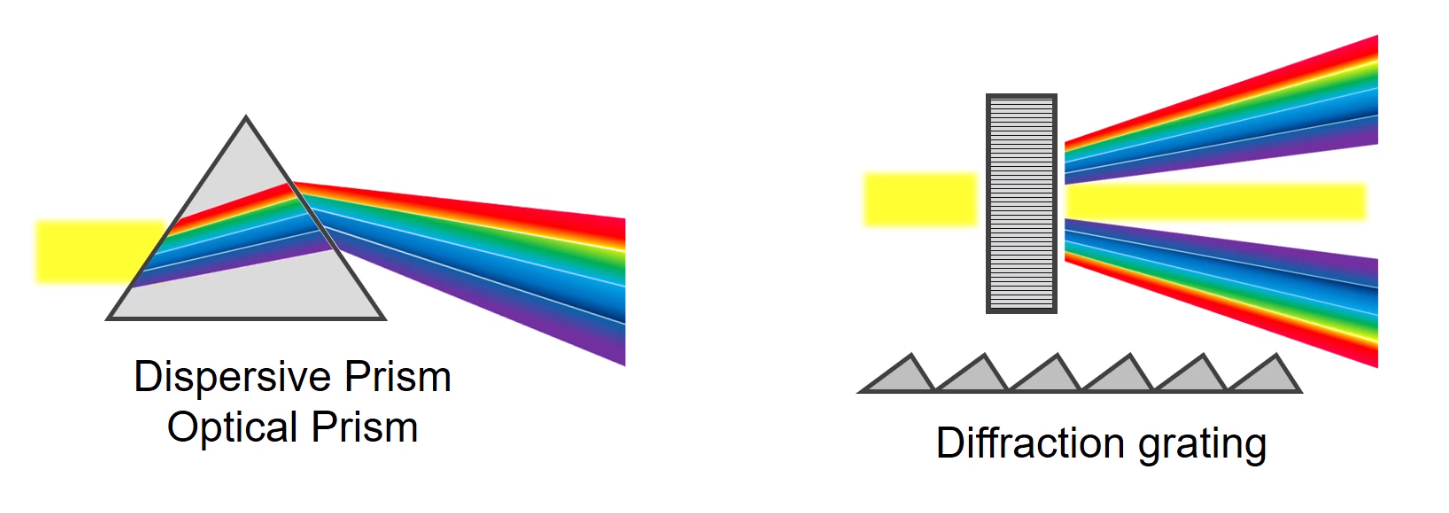 Dispersive Prism
Optical Prism
Diffraction grating